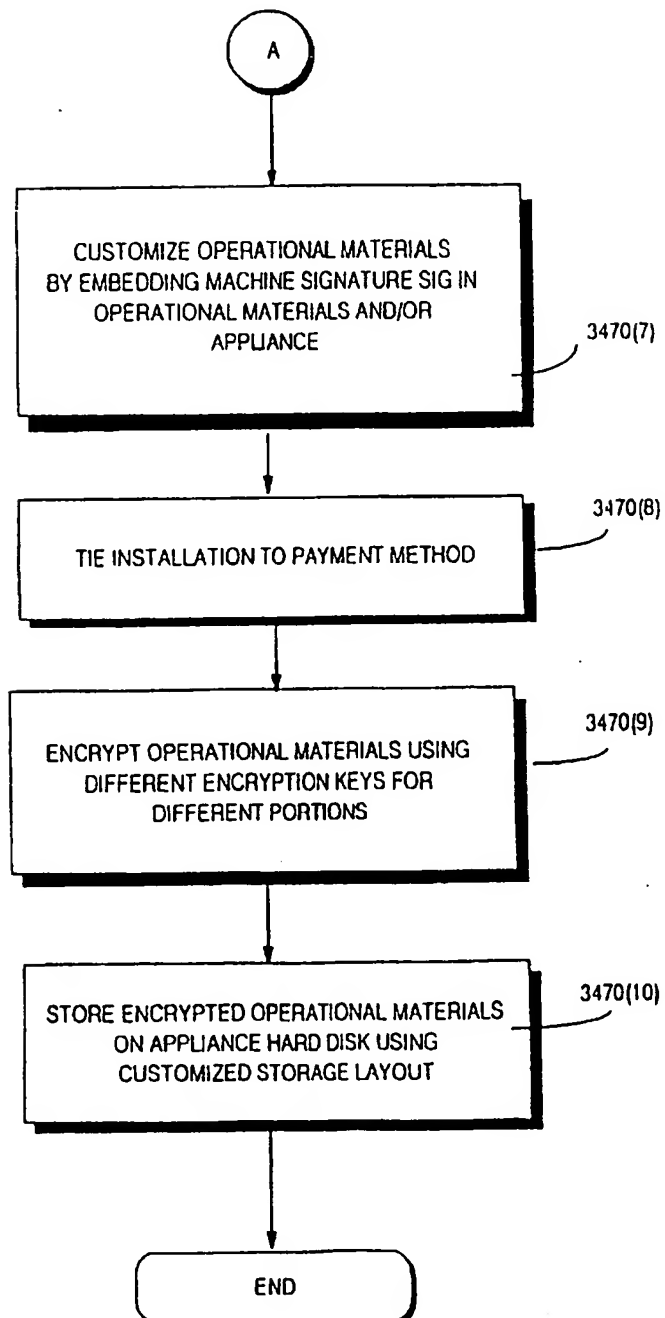 A
CUSTOMIZE OPERATIONAL MATERIALS
BY EMBEDDING MACHINE SIGNATURE SIG IN
OPERATIONAL MATERIALS AND/OR
APPLIANCE
3470(7)
3470(8)
TIE INSTALLATION TO PAYMENT METHOD
3470(9)
ENCRYPT OPERATIONAL MATERIALS USING
DIFFERENT ENCRYPTION KEYS FOR
DIFFERENT PORTIONS
3470(10)
STORE ENCRYPTED OPERATIONAL MATERIALS
ON APPLIANCE HARD DISK USING
CUSTOMIZED STORAGE LAYOUT
END